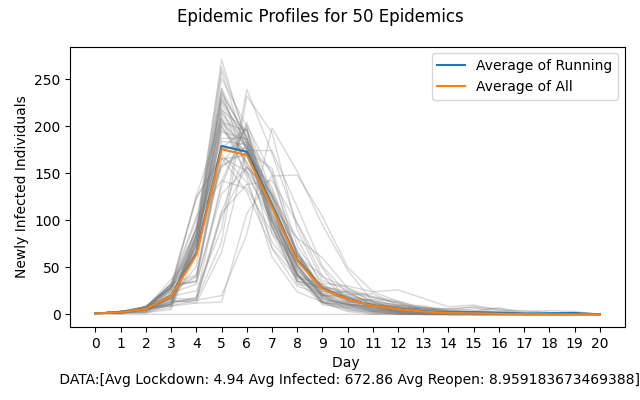 Epidemic Profiles for 50 Epidemics
Average of Running
Average of All
Newly Infected Individuals
250
200
150
100
50
0
0 1 2 3 4 5 6 7 8 9 10 11 12 13 14 15 16 17 18 19 20
Day
DATA:[Avg Lockdown: 4.94 Avg Infected: 672.86 Avg Reopen: 8.959183673469388]